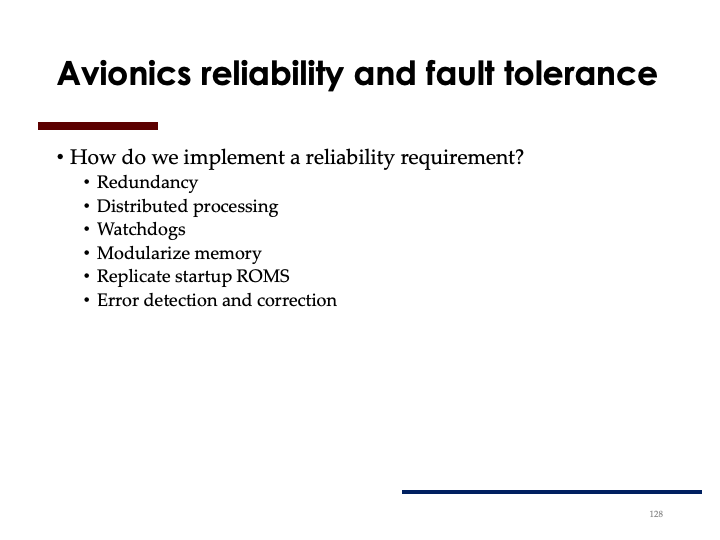 Avionics reliability and fault tolerance
• How do we implement a reliability requirement?
• Redundancy
• Distributed processing
• Watchdogs
• Modularize memory
• Replicate startup ROMS
• Error detection and correction
128